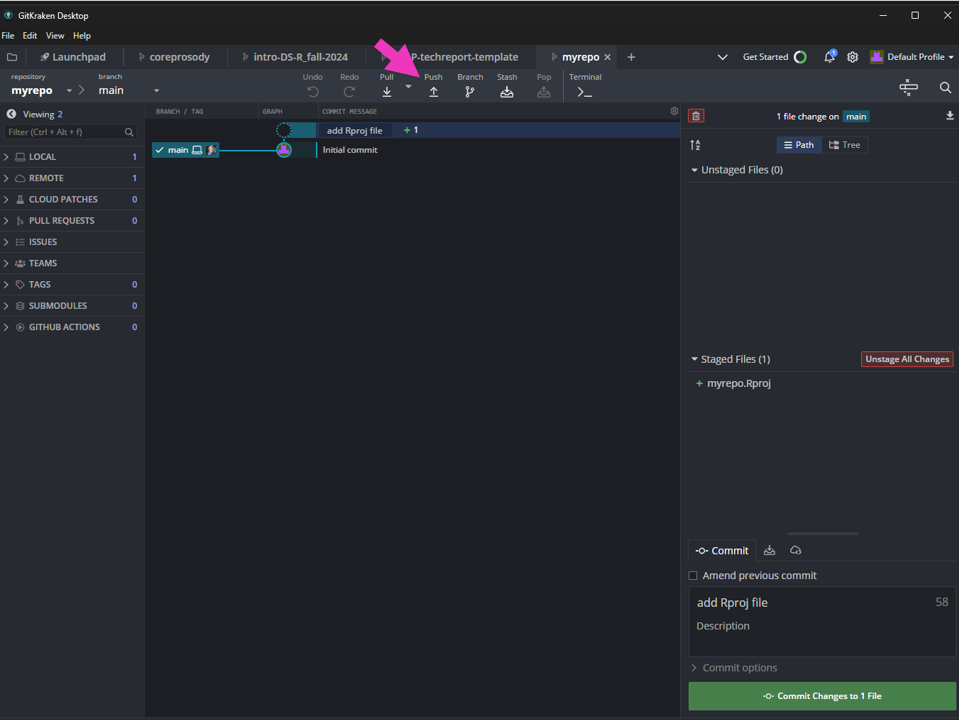 GitKraken Desktop
File Edit View Help
Launchpad coreprosody intro-DS-R_fall-2024 P-techreport-template myrepo Get Started 1 Default Profile
repository branch Undo Redo Pull Push Branch Stash Pop Terminal
myrepo main
Viewing 2
Filter (Ctrl + Alt + f)
LOCAL 1
REMOTE 1
CLOUD PATCHES 0
PULL REQUESTS 0
ISSUES
TEAMS
TAGS 0
SUBMODULES 0
GITHUB ACTIONS 0
BRANCH / TAG GRAPH COMMIT MESSAGE
add Rproj file + 1
main Initial commit
1 file change on main
Path Tree
Unstaged Files (0)
Staged Files (1) Unstage All Changes
+ myrepo.Rproj
Commit
Amend previous commit
add Rproj file 58
Description
Commit options
Commit Changes to 1 File